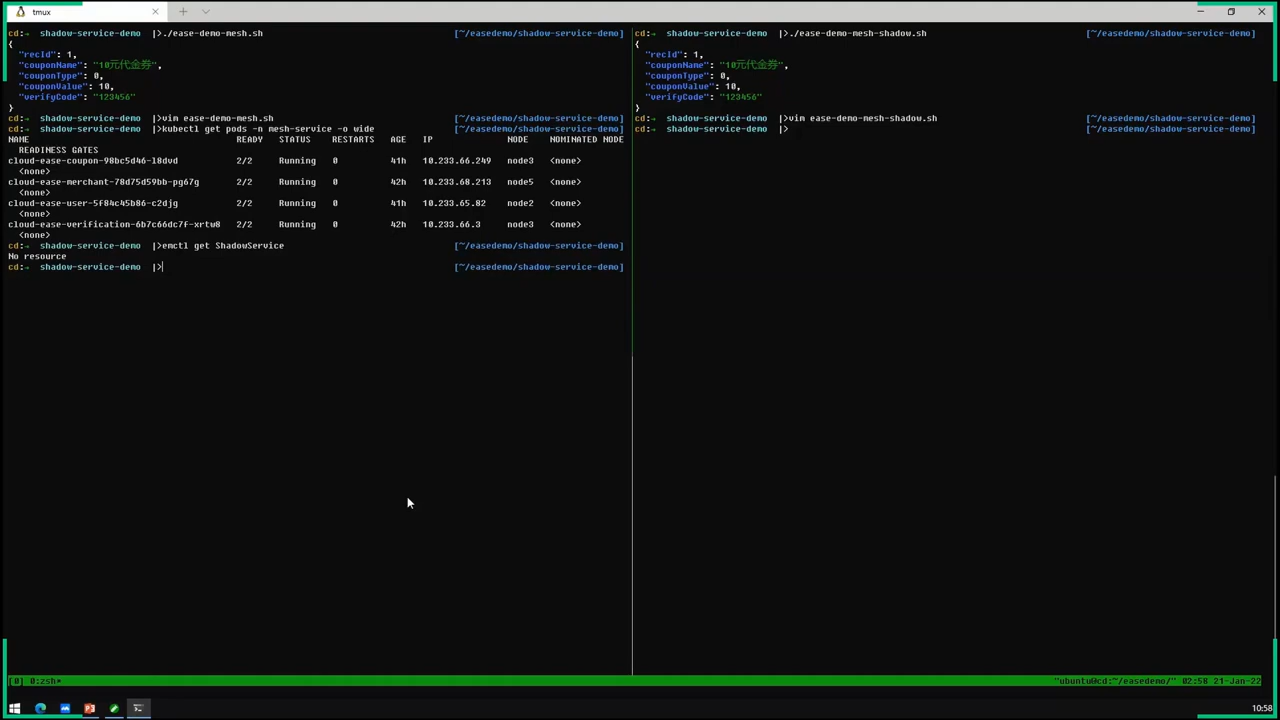 tmux
cd:→ shadow-service-demo |>./ease-demo-mesh.sh [~/easedemo/shadow-service-demo]
{
"recId": 1,
"couponName": "10元代金券",
"couponType": 0,
"couponValue": 10,
"verifyCode": "123456"
}
cd:→ shadow-service-demo |>vim ease-demo-mesh.sh [~/easedemo/shadow-service-demo]
cd:→ shadow-service-demo |>kubectl get pods -n mesh-service -o wide [~/easedemo/shadow-service-demo]
NAME READY STATUS RESTARTS AGE IP NODE NOMINATED NODE
READINESS GATES
cloud-ease-coupon-98bc5d46-l8dvd 2/2 Running 0 41h 10.233.66.249 node3 <none>
<none>
cloud-ease-merchant-78d75d59bb-pg67g 2/2 Running 0 42h 10.233.68.213 node5 <none>
<none>
cloud-ease-user-5f84c45b86-c2djg 2/2 Running 0 41h 10.233.65.82 node2 <none>
<none>
cloud-ease-verification-6b7c66dc7f-xrtw8 2/2 Running 0 42h 10.233.66.3 node3 <none>
<none>
cd:→ shadow-service-demo |>emctl get ShadowService [~/easedemo/shadow-service-demo]
No resource
cd:→ shadow-service-demo |> [~/easedemo/shadow-service-demo]
cd:→ shadow-service-demo |>./ease-demo-mesh-shadow.sh [~/easedemo/shadow-service-demo]
{
"recId": 1,
"couponName": "10元代金券",
"couponType": 0,
"couponValue": 10,
"verifyCode": "123456"
}
cd:→ shadow-service-demo |>vim ease-demo-mesh-shadow.sh [~/easedemo/shadow-service-demo]
cd:→ shadow-service-demo |> [~/easedemo/shadow-service-demo]
[0] 0:zsh* "ubuntu@cd:~/easedemo/" 02:58 21-Jan-22
10:58